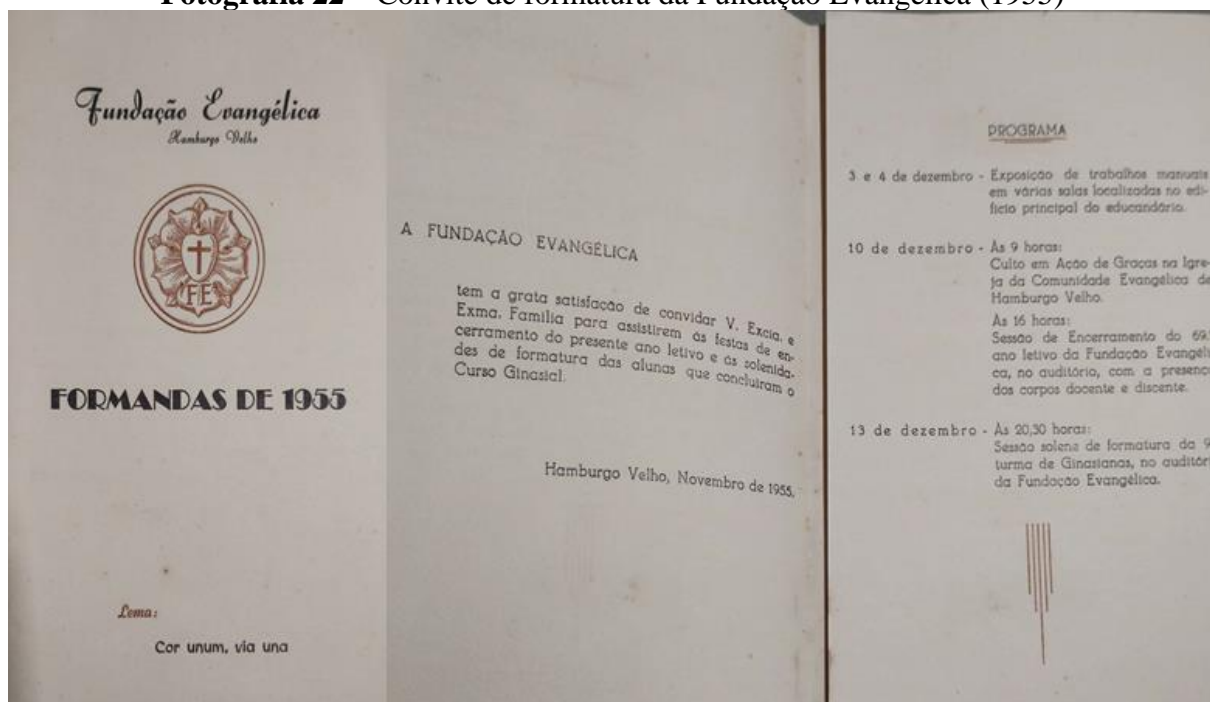 Fotografia 22 – Convite de formatura da Fundação Evangélica (1955)
Fundação Evangélica
Hamburgo Velho
FE
FORMANDAS DE 1955
Lema:
Cor unum, via una
A FUNDAÇÃO EVANGÉLICA
tem a grata satisfação de convidar V. Excia. e
Exma. Família para assistirem às festas de en-
cerramento do presente ano letivo e às solenida-
des de formatura das alunas que concluiram o
Curso Ginasial.
Hamburgo Velho, Novembro de 1955.
PROGRAMA
3 e 4 de dezembro - Exposição de trabalhos manuais
em várias salas localizadas no edi-
fício principal do educandário.
10 de dezembro - Às 9 horas:
Culto em Ação de Graças na Igre-
ja da Comunidade Evangélica de
Hamburgo Velho.
Às 16 horas:
Sessão de Encerramento do 69.
ano letivo da Fundação Evangéli-
ca, no auditório, com a presença
dos corpos docente e discente.
13 de dezembro - Às 20,30 horas:
Sessão solene de formatura da 9
turma de Ginasianas, no
da Fundação Evangélica.